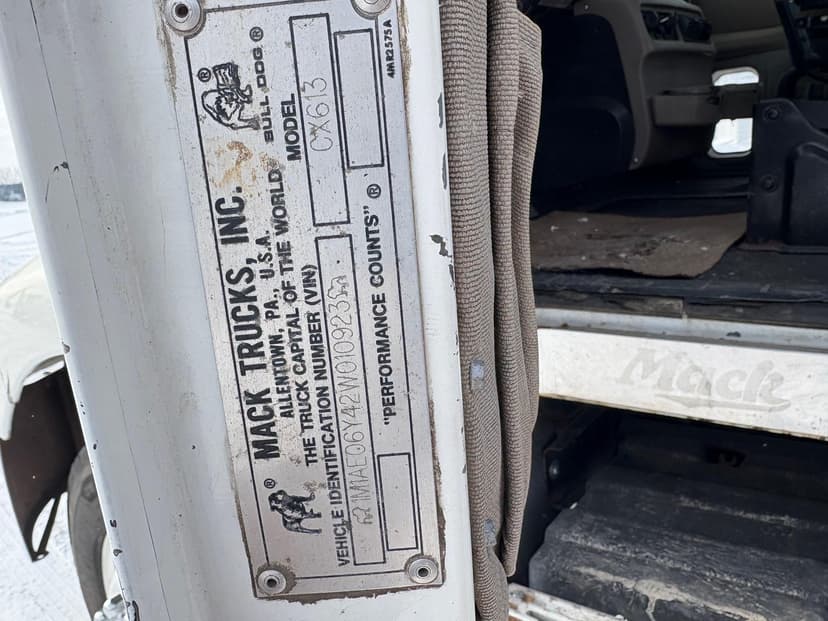 ® BULL DOG ®
MACK TRUCKS, INC.
ALLENTOWN, PA., U.S.A.
THE TRUCK CAPITAL OF THE WORLD
VEHICLE IDENTIFICATION NUMBER (VIN)
1M1AE06Y42W010923
MODEL
CX613
"PERFORMANCE COUNTS" ®
4MR2575A
®
Mack